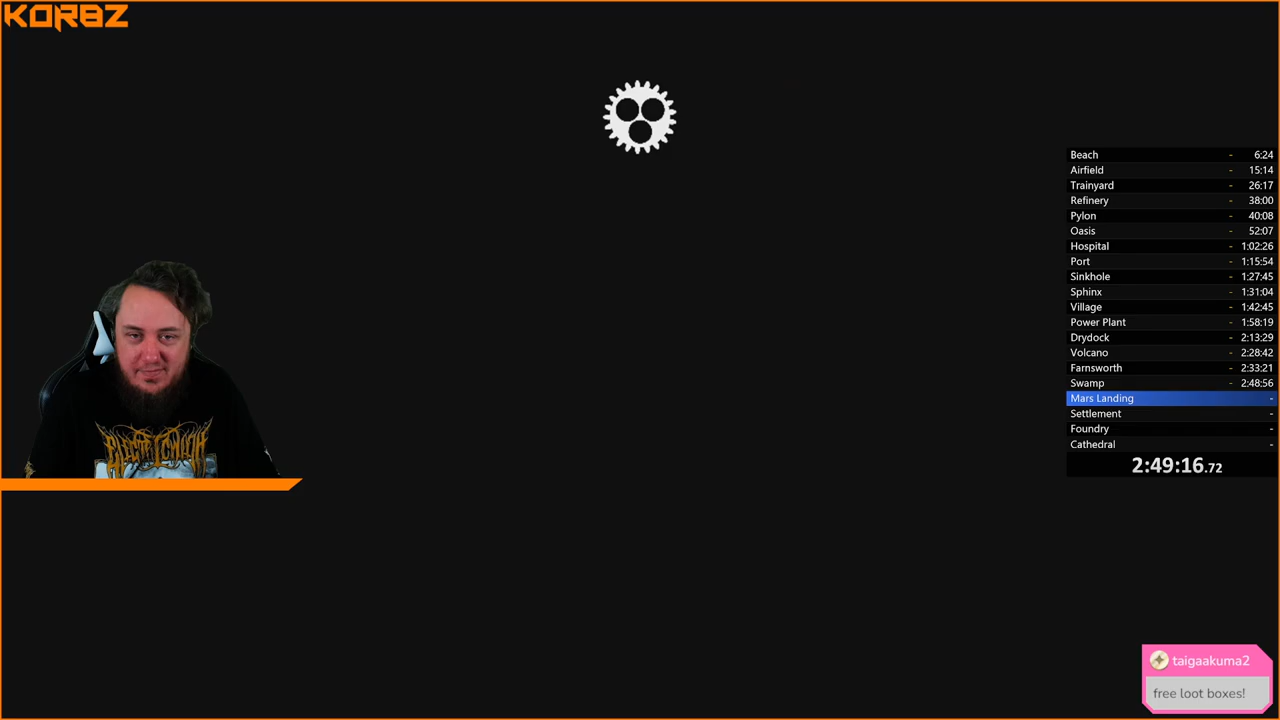 KORBZ
Beach - 6:24
Airfield - 15:14
Trainyard - 26:17
Refinery - 38:00
Pylon - 40:08
Oasis - 52:07
Hospital - 1:02:26
Port - 1:15:54
Sinkhole - 1:27:45
Sphinx - 1:31:04
Village - 1:42:45
Power Plant - 1:58:19
Drydock - 2:13:29
Volcano - 2:28:42
Farnsworth - 2:33:21
Swamp - 2:48:56
Mars Landing -
Settlement -
Foundry -
Cathedral -
2:49:16.72
taigaakuma2
free loot boxes!